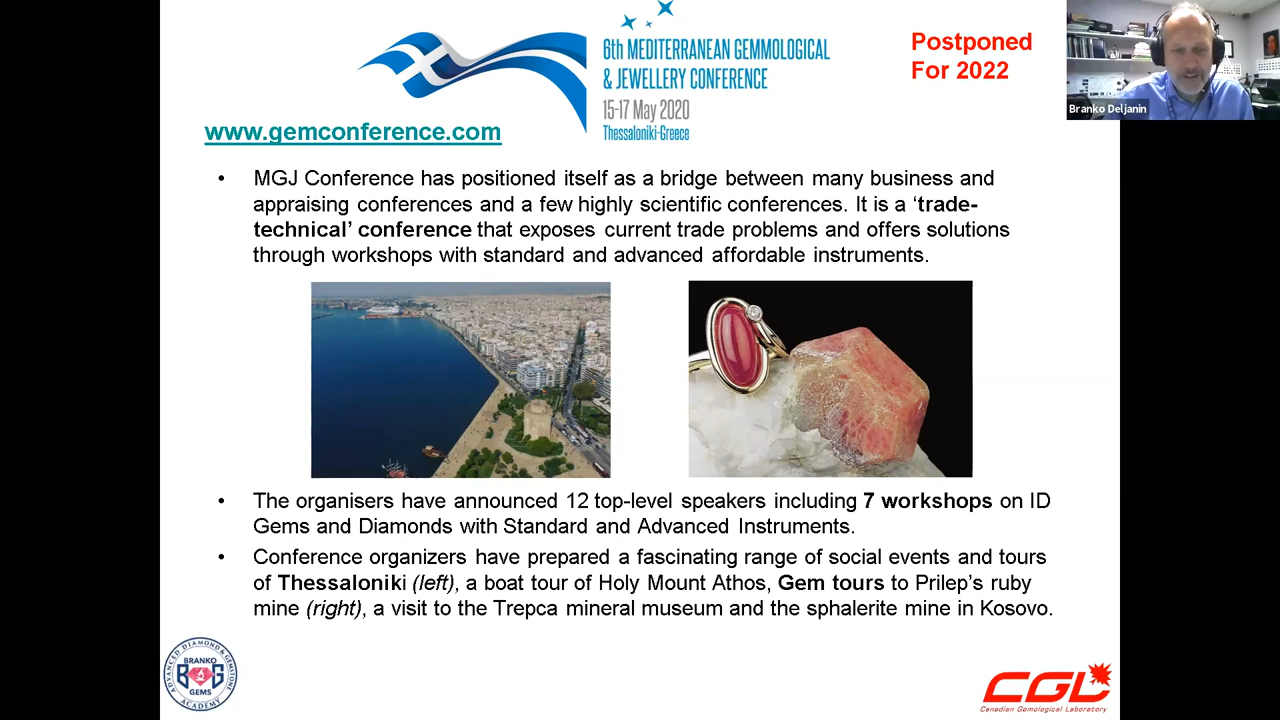 6th MEDITERRANEAN GEMMOLOGICAL
& JEWELLERY CONFERENCE
15-17 May 2020
Thessaloniki-Greece
Postponed
For 2022
Branko Deljanin
www.gemconference.com
• MGJ Conference has positioned itself as a bridge between many business and
appraising conferences and a few highly scientific conferences. It is a ‘trade-
technical’ conference that exposes current trade problems and offers solutions
through workshops with standard and advanced affordable instruments.
• The organisers have announced 12 top-level speakers including 7 workshops on ID
Gems and Diamonds with Standard and Advanced Instruments.
• Conference organizers have prepared a fascinating range of social events and tours
of Thessaloniki (left), a boat tour of Holy Mount Athos, Gem tours to Prilep’s ruby
mine (right), a visit to the Trepca mineral museum and the sphalerite mine in Kosovo.
ADVANCED DIAMOND & GEMSTONE
BRANKO
B G
GEMS
ACADEMY
CGL
Canadian Gemological Laboratory